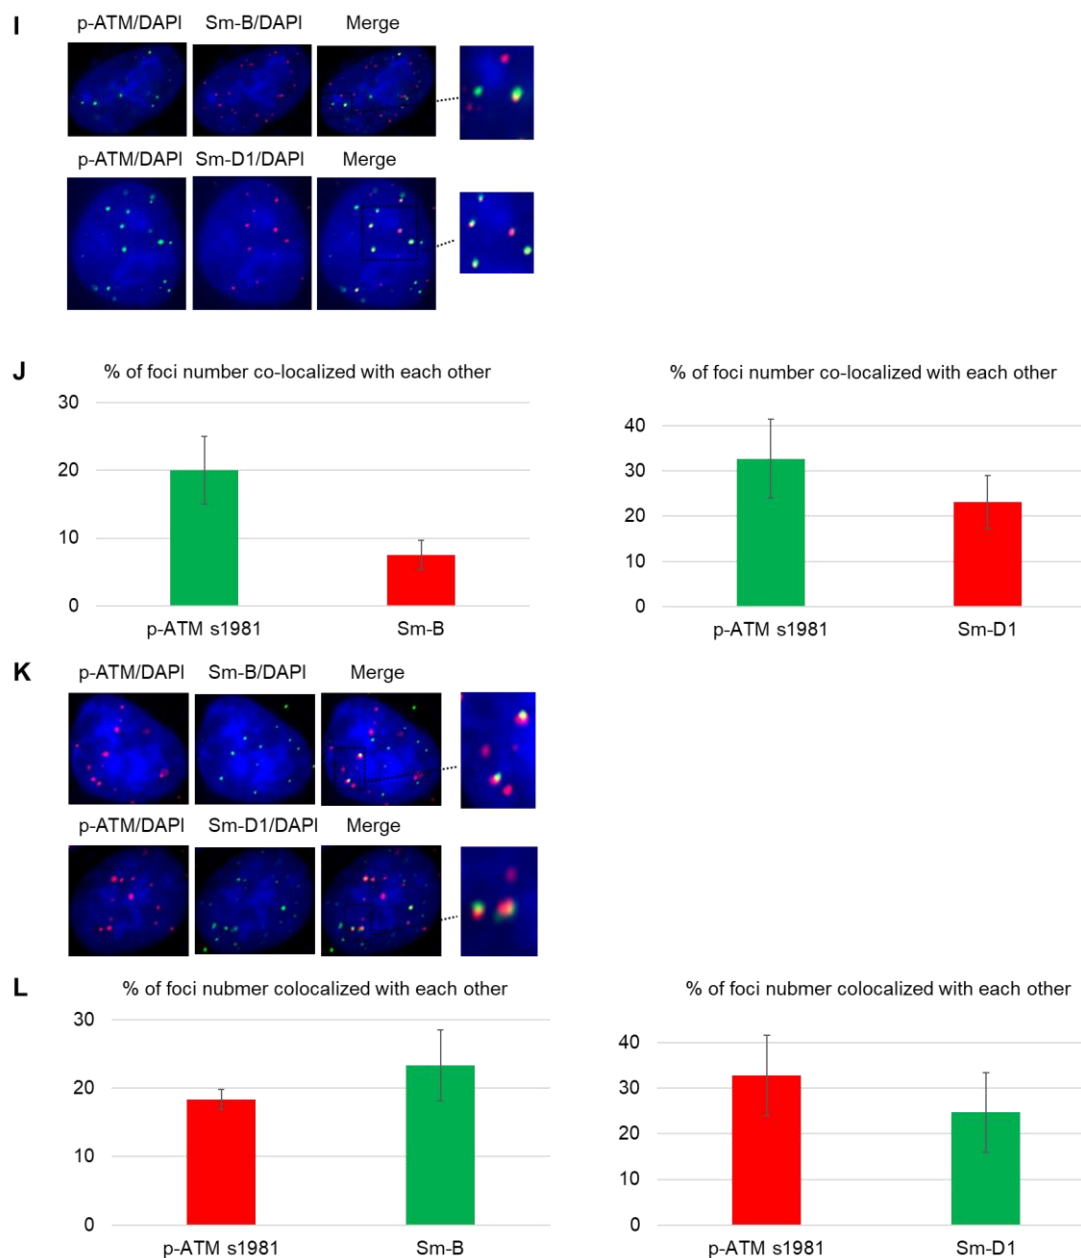 I
p-ATM/DAPI Sm-B/DAPI Merge
p-ATM/DAPI Sm-D1/DAPI Merge
J
% of foci number co-localized with each other
30
20
10
0
p-ATM s1981 Sm-B
% of foci number co-localized with each other
40
30
20
10
0
p-ATM s1981 Sm-D1
K
p-ATM/DAPI Sm-B/DAPI Merge
p-ATM/DAPI Sm-D1/DAPI Merge
L
% of foci nubmer colocalized with each other
30
20
10
0
p-ATM s1981 Sm-B
% of foci nubmer colocalized with each other
40
30
20
10
0
p-ATM s1981 Sm-D1